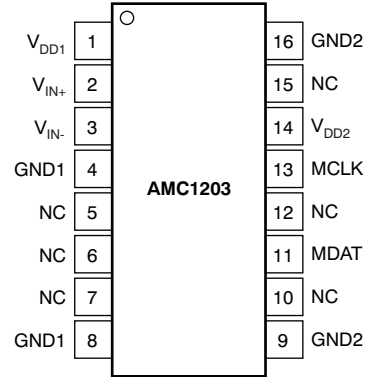 V_DD1 1 16 GND2
V_IN+ 2 15 NC
V_IN- 3 14 V_DD2
GND1 4 13 MCLK
AMC1203
NC 5 12 NC
NC 6 11 MDAT
NC 7 10 NC
GND1 8 9 GND2